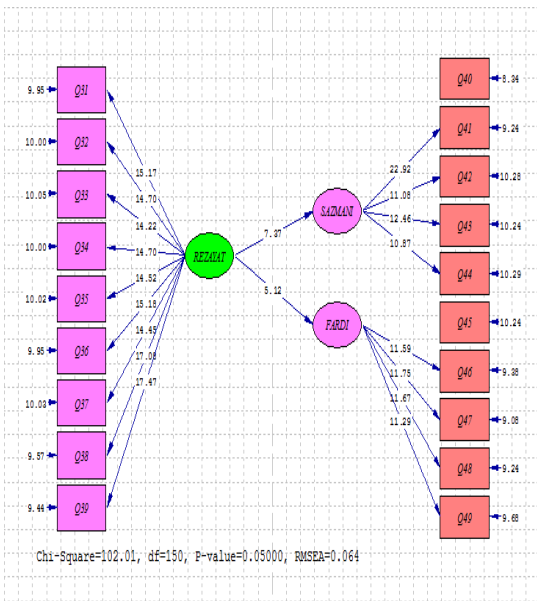 9.95 Q31
10.00 Q32
10.05 Q33
10.00 Q34
10.02 Q35
9.95 Q36
10.03 Q37
9.57 Q38
9.44 Q39
15.17
14.70
14.22
14.70
14.52
15.18
14.45
17.08
17.47
REZAYAT
7.37
5.12
SAZMANI
FARDI
22.92
11.08
12.46
10.87
11.59
11.75
11.67
11.29
Q40 8.34
Q41 9.24
Q42 10.28
Q43 10.24
Q44 10.29
Q45 10.24
Q46 9.38
Q47 9.08
Q48 9.24
Q49 9.68
Chi-Square=102.01, df=150, P-value=0.05000, RMSEA=0.064